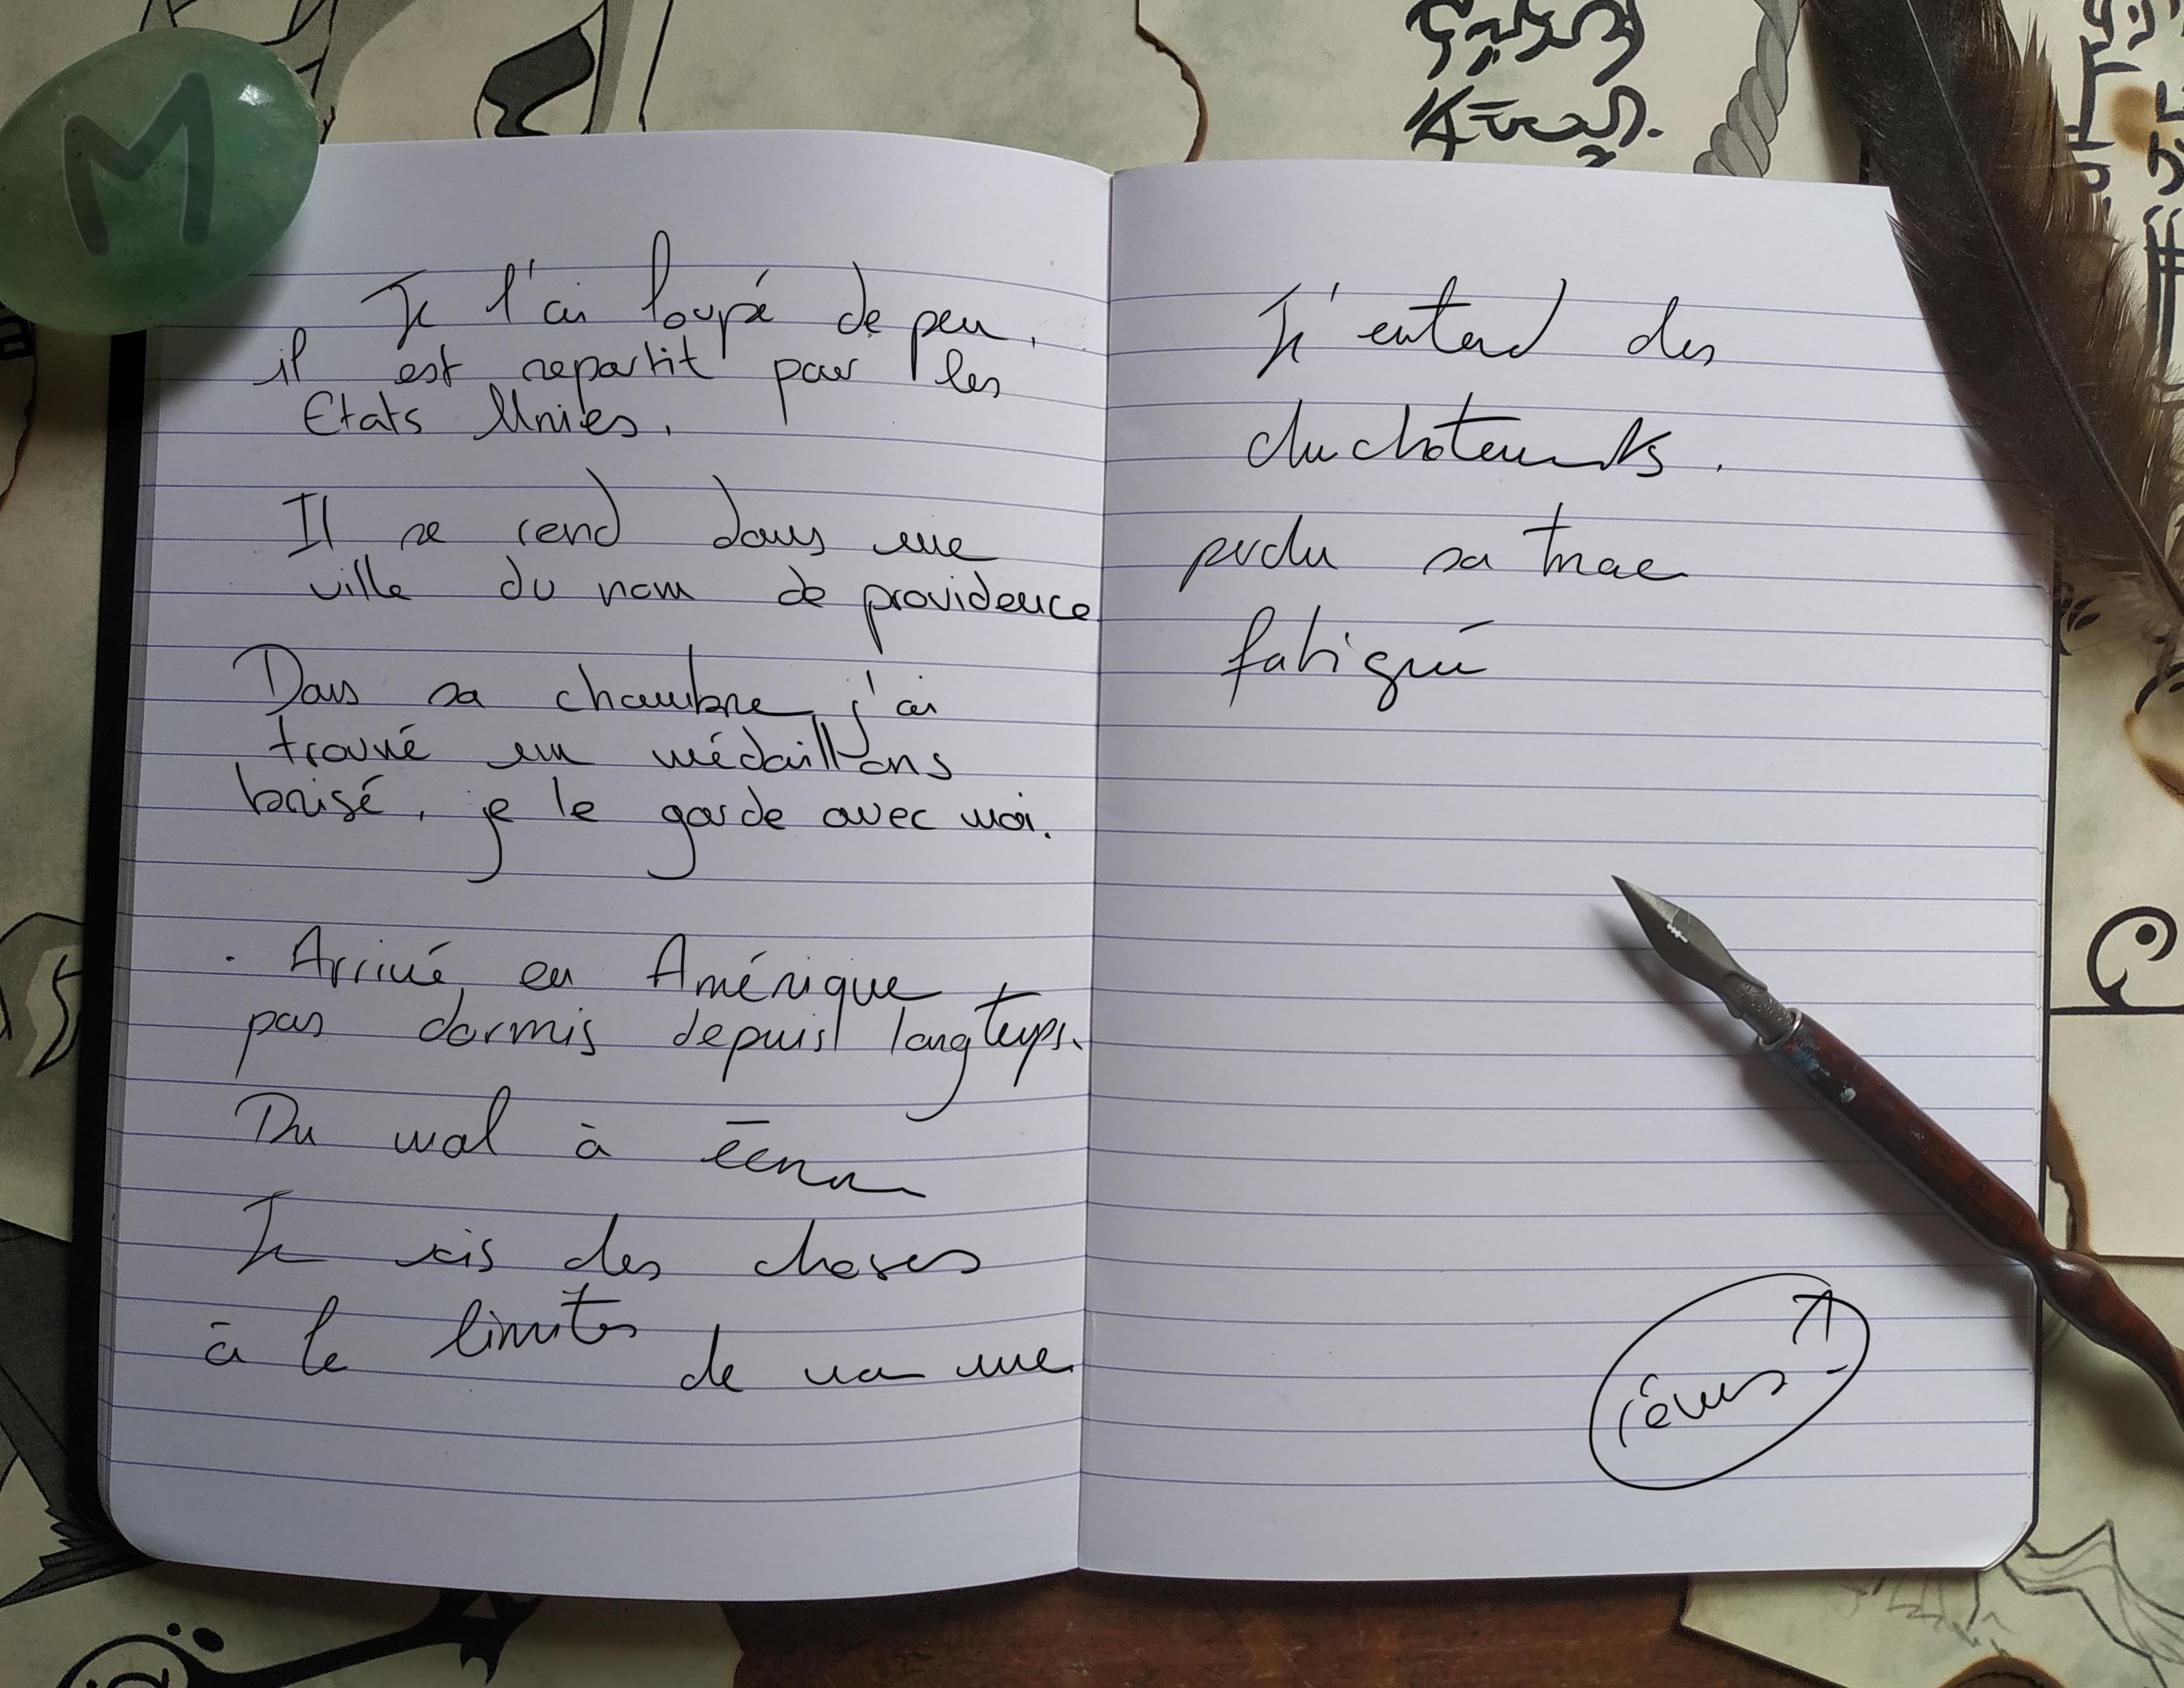 Je l'ai loupé de peu,
il est repartit pour les
Etats Unies.
Il se rend dans une
ville du nom de providence
Dans sa chambre j'ai
trouvé un médaillons
brisé, je le garde avec moi.
. Arrivé en Amérique
pas dormis depuis longtemps.
Du mal à
Je vois des choses
à la limites de ma vue
J'entend des
chuchotements.
perdu sa trace
fatigué
rêves
M